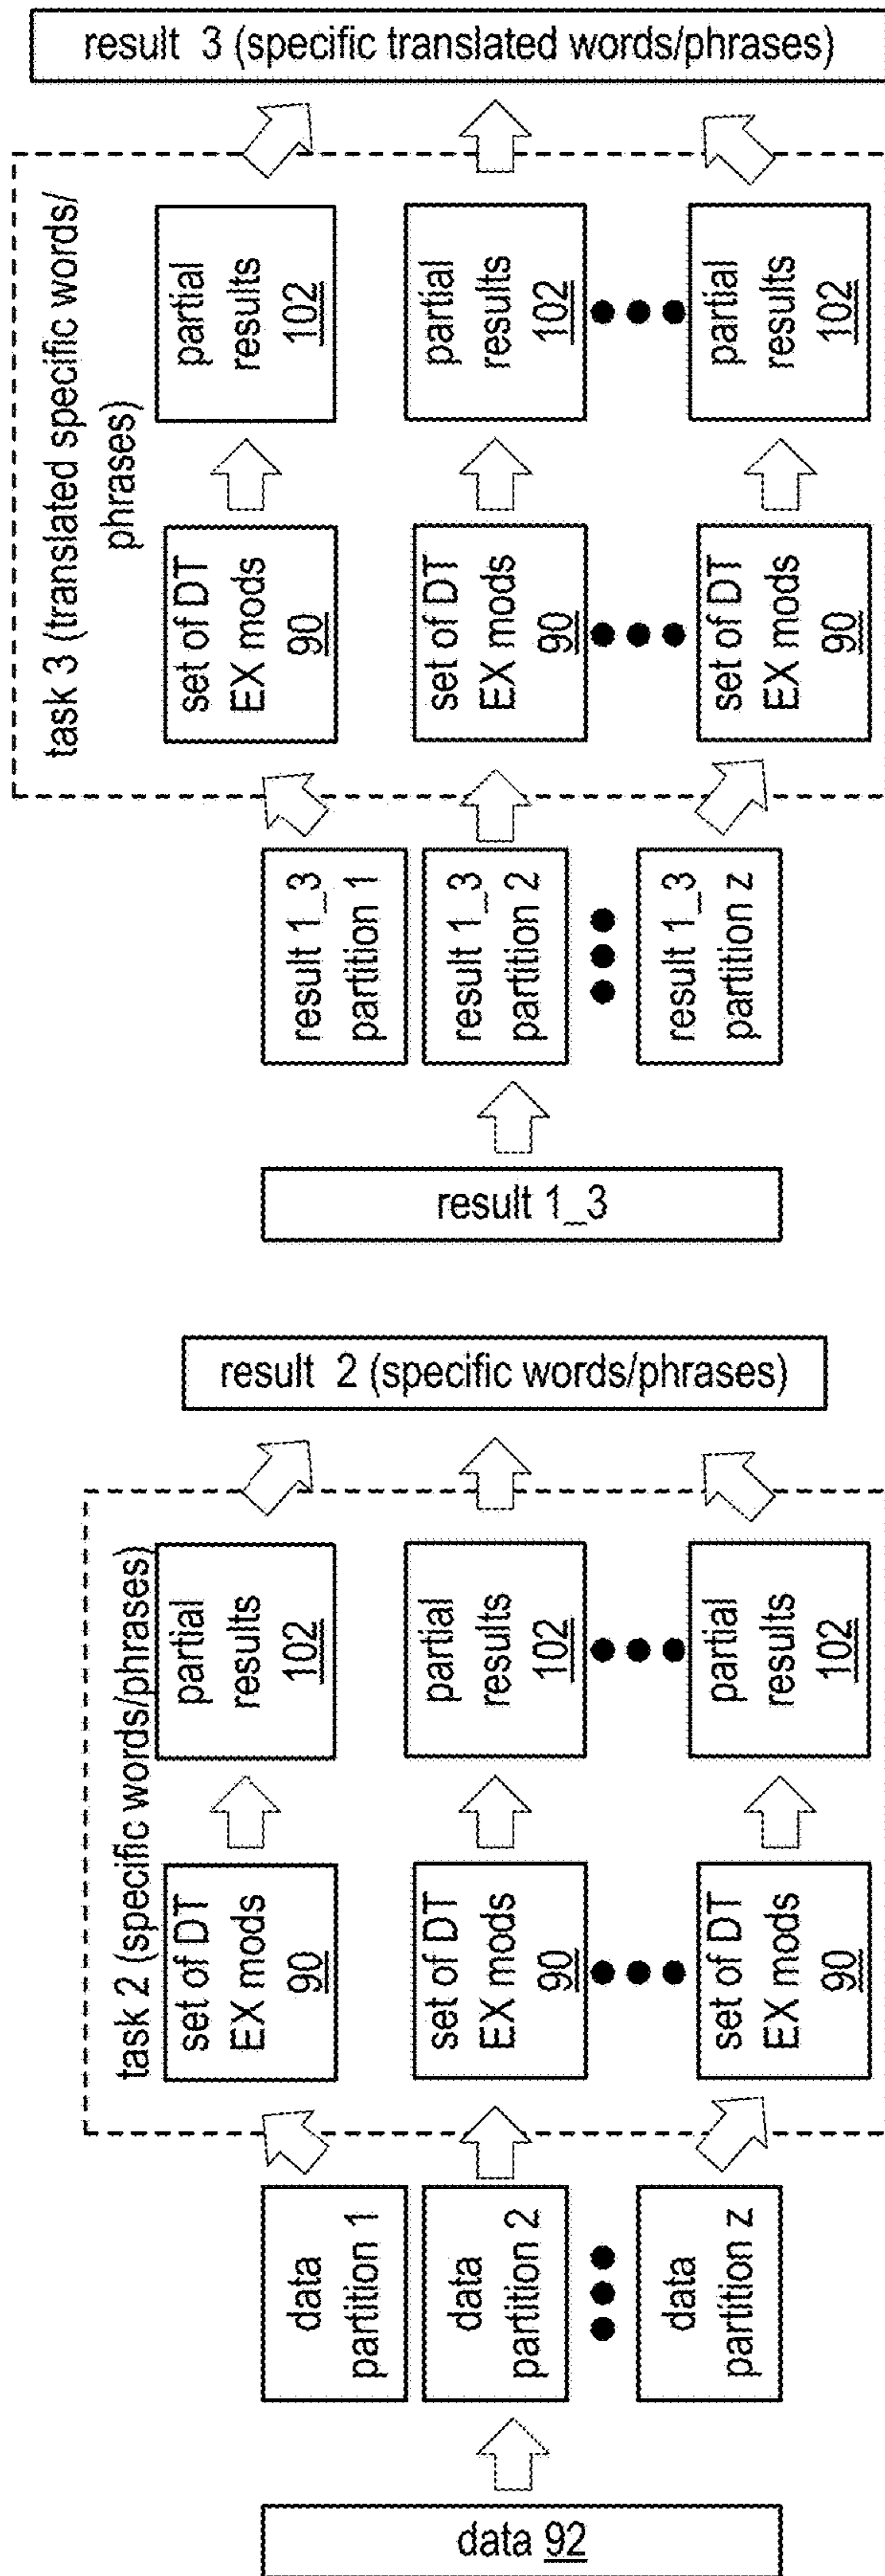 task 2 (specific words/phrases)
data 92
data
partition 1
data
partition 2
data
partition z
set of DT
EX mods
90
set of DT
EX mods
90
set of DT
EX mods
90
partial
results
102
partial
results
102
partial
results
102
result 2 (specific words/phrases)
task 3 (translated specific words/
phrases)
result 1_3
result 1_3
partition 1
result 1_3
partition 2
result 1_3
partition z
set of DT
EX mods
90
set of DT
EX mods
90
set of DT
EX mods
90
partial
results
102
partial
results
102
partial
results
102
result 3 (specific translated words/phrases)